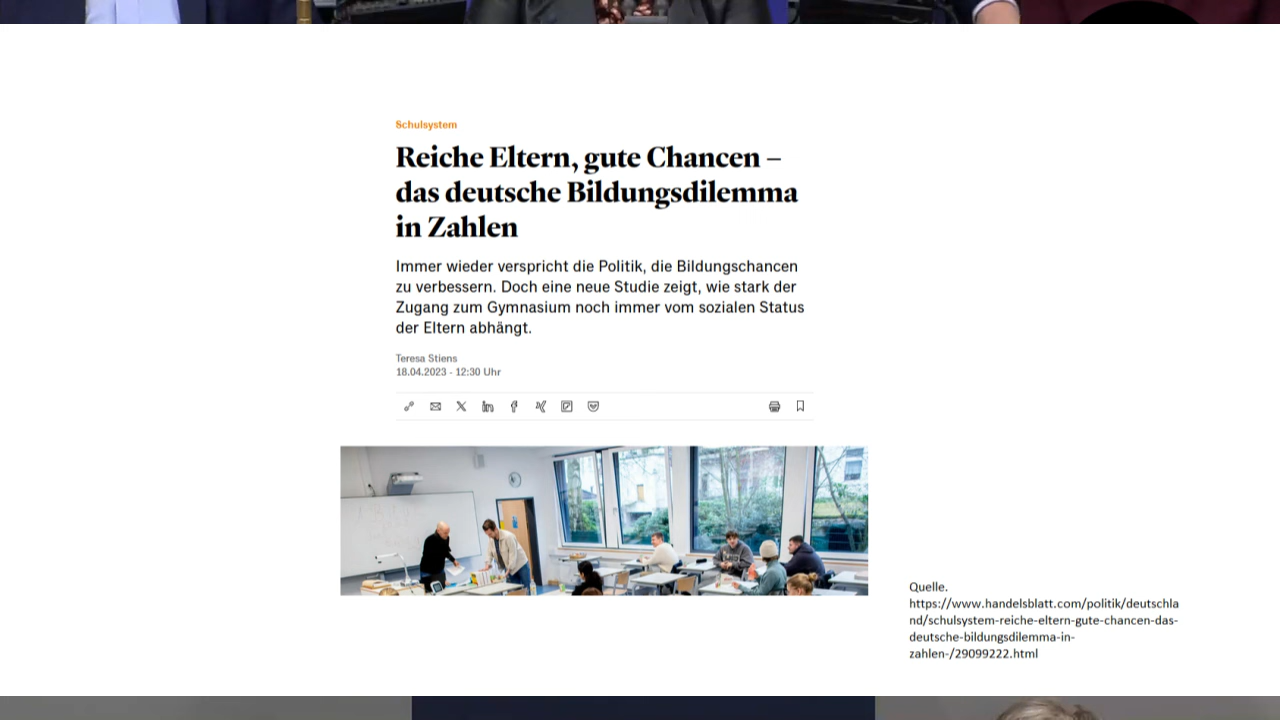 Schulsystem
Reiche Eltern, gute Chancen –
das deutsche Bildungsdilemma
in Zahlen
Immer wieder verspricht die Politik, die Bildungschancen
zu verbessern. Doch eine neue Studie zeigt, wie stark der
Zugang zum Gymnasium noch immer vom sozialen Status
der Eltern abhängt.
Teresa Stiens
18.04.2023 - 12:30 Uhr
Quelle.
https://www.handelsblatt.com/politik/deutschla
nd/schulsystem-reiche-eltern-gute-chancen-das-
deutsche-bildungsdilemma-in-
zahlen-/29099222.html